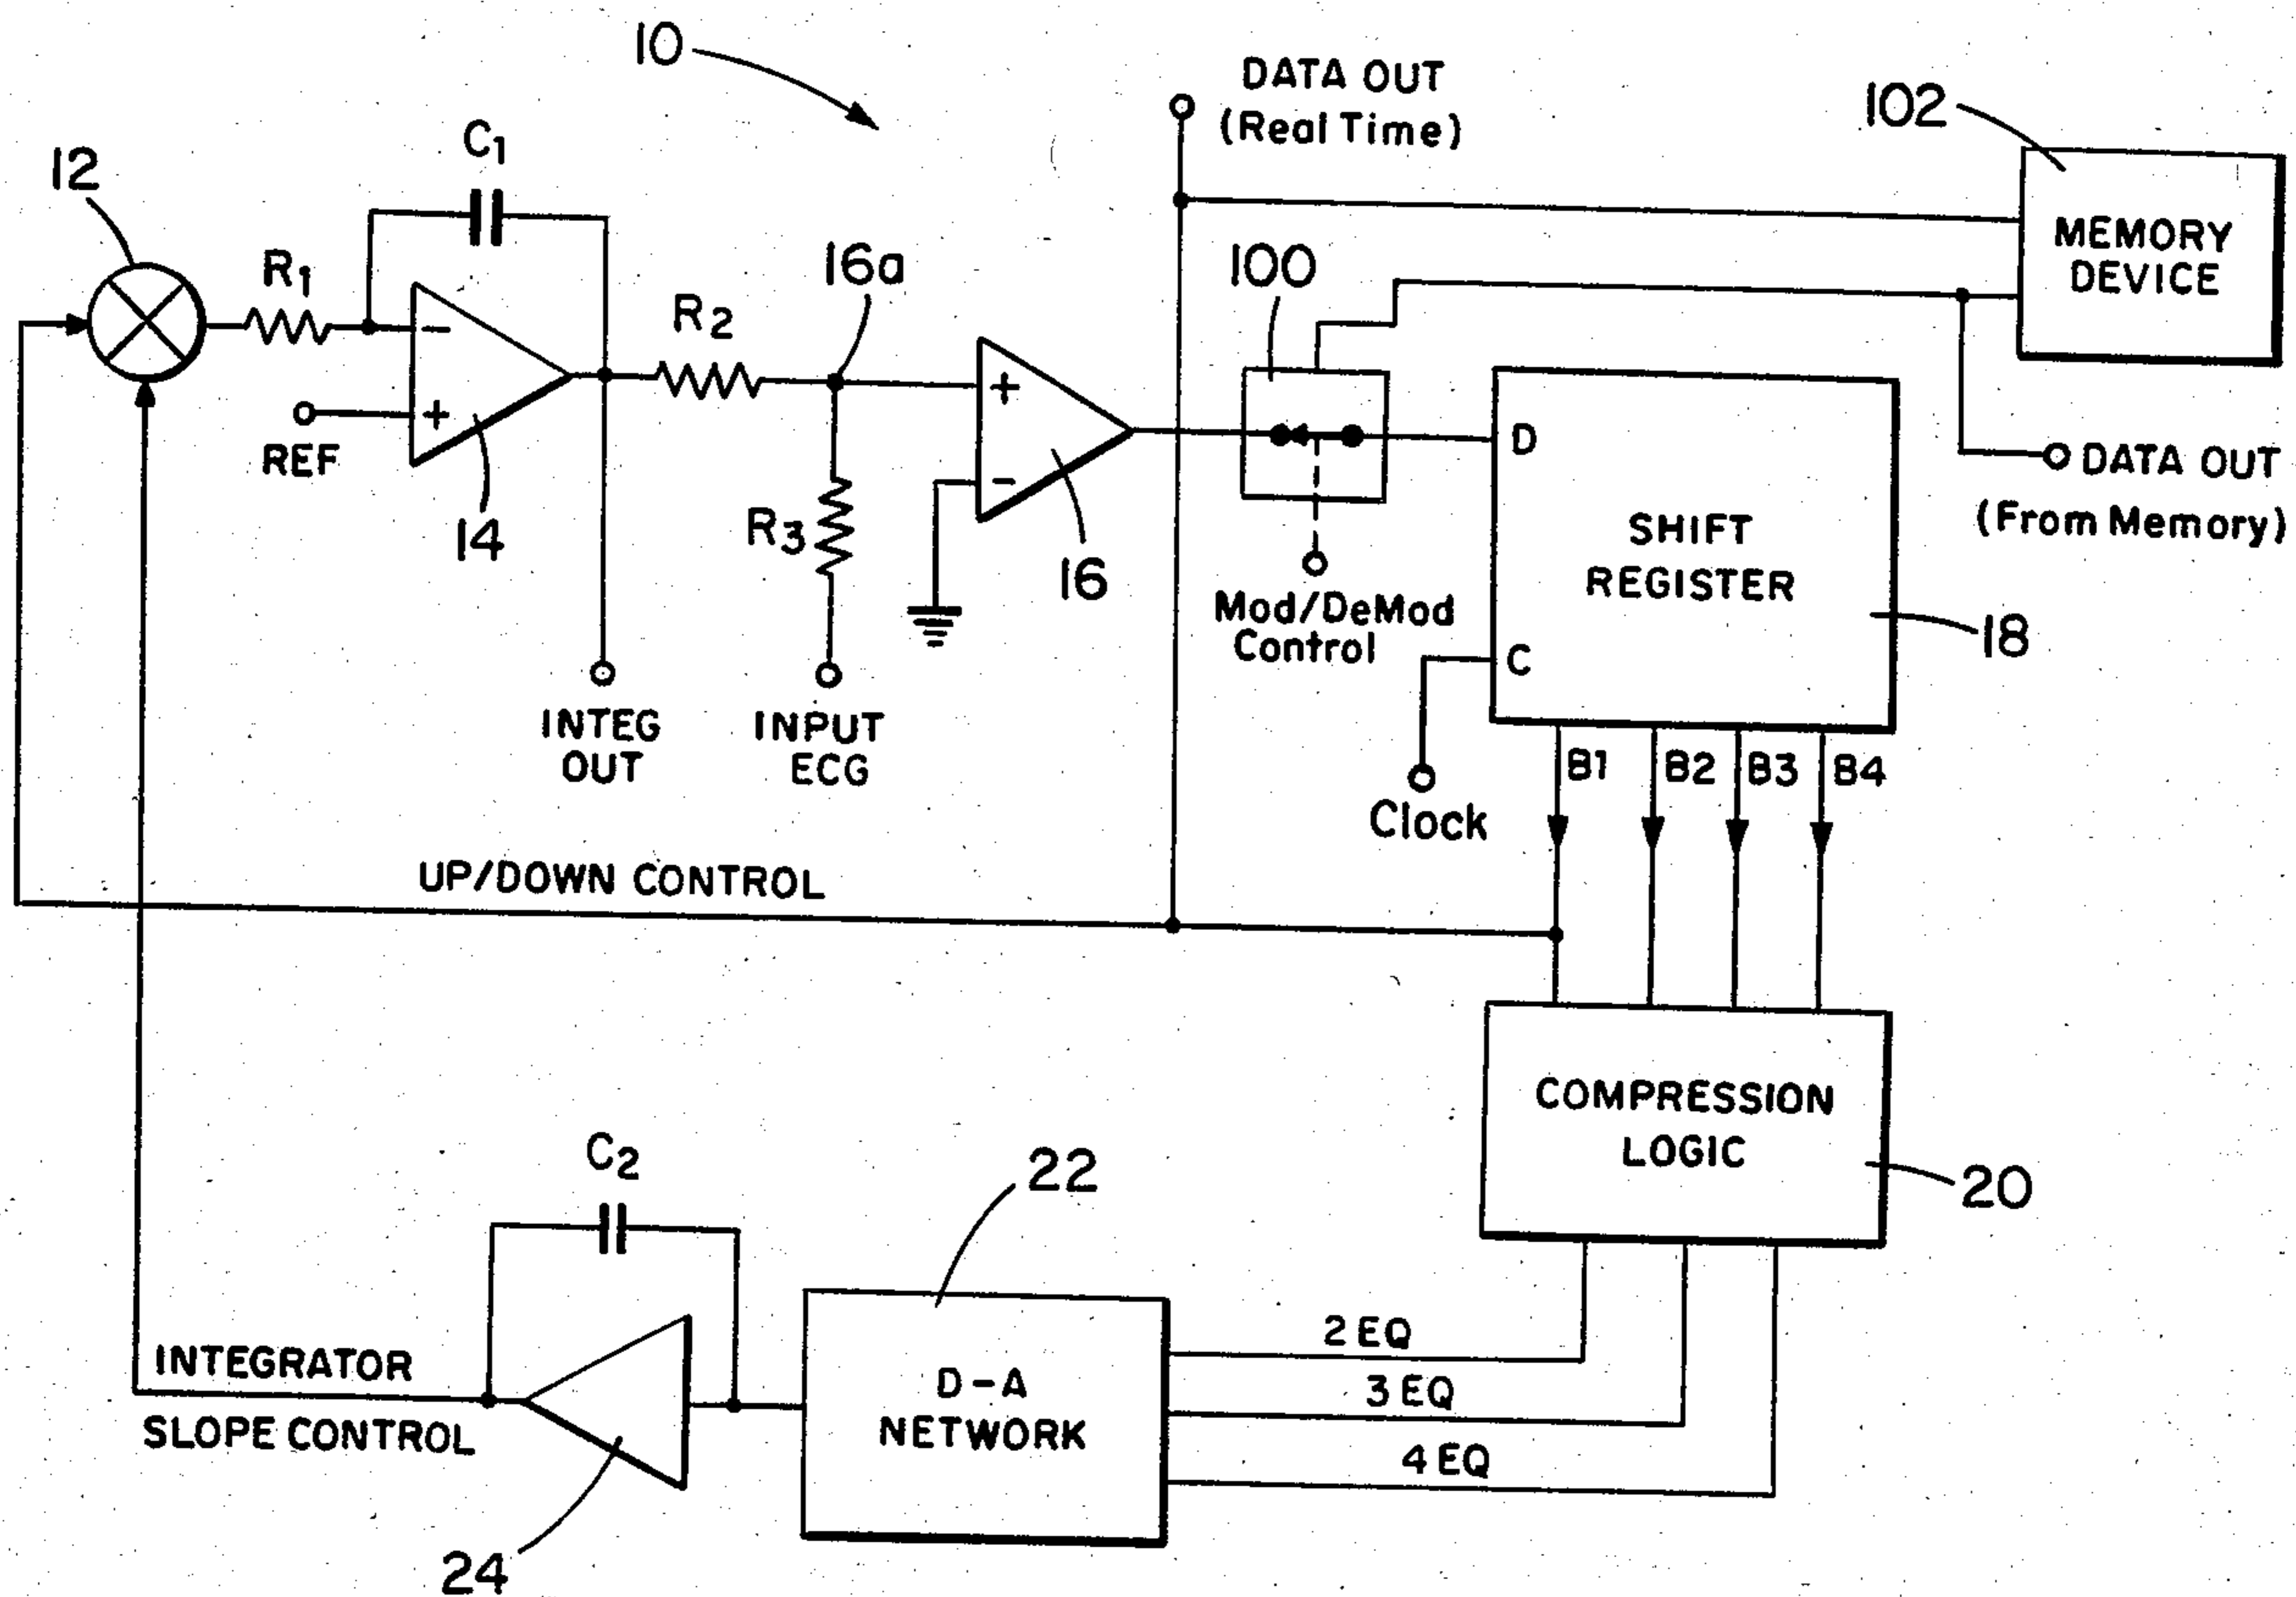 10
DATA OUT
(Real Time)
102
C1
12
MEMORY
DEVICE
R1
16a
100
R2
−
+
+
REF
D
DATA OUT
(From Memory)
−
14
R3
16
SHIFT
REGISTER
Mod/DeMod
Control
18
C
INTEG
OUT
INPUT
ECG
B1
B2
B3
B4
Clock
UP/DOWN CONTROL
COMPRESSION
LOGIC
C2
22
20
2 EQ
INTEGRATOR
SLOPE CONTROL
D-A
NETWORK
3 EQ
4 EQ
24